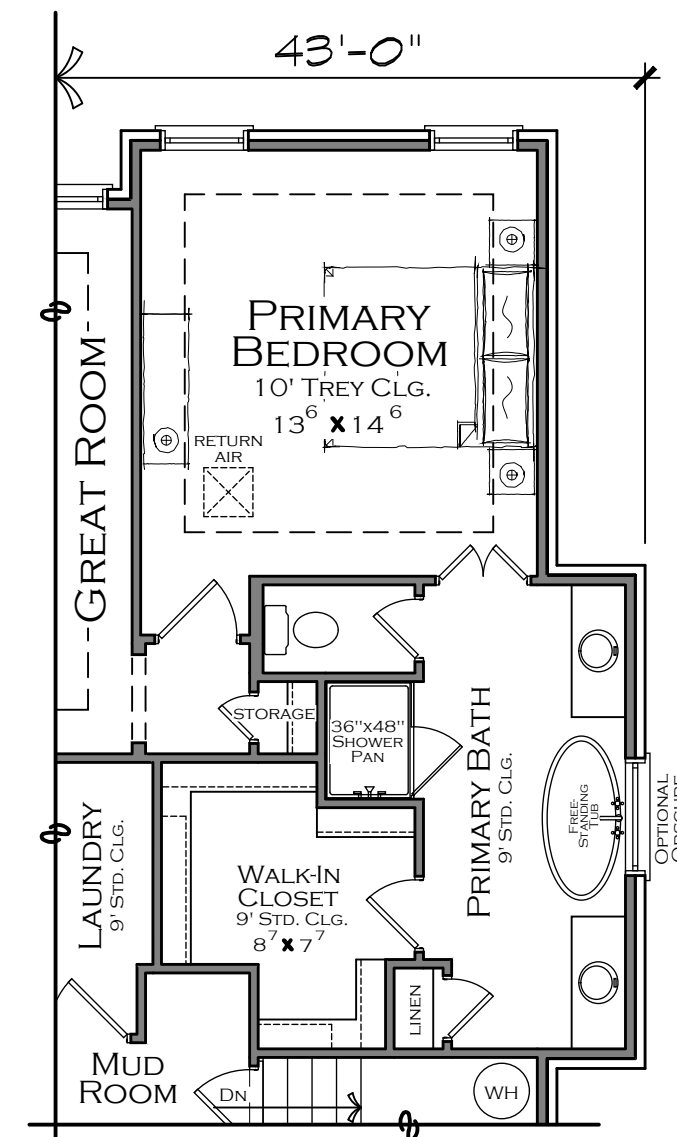 43'-0"
PRIMARY
BEDROOM
10' TREY CLG.
13⁶ x 14⁶
RETURN
AIR
GREAT ROOM
STORAGE
36"x48"
SHOWER
PAN
PRIMARY BATH
9' STD. CLG.
FREE-
STANDING
TUB
OPTIONAL
LAUNDRY
9' STD. CLG.
WALK-IN
CLOSET
9' STD. CLG.
8⁷ x 7⁷
LINEN
MUD
ROOM
DN
WH